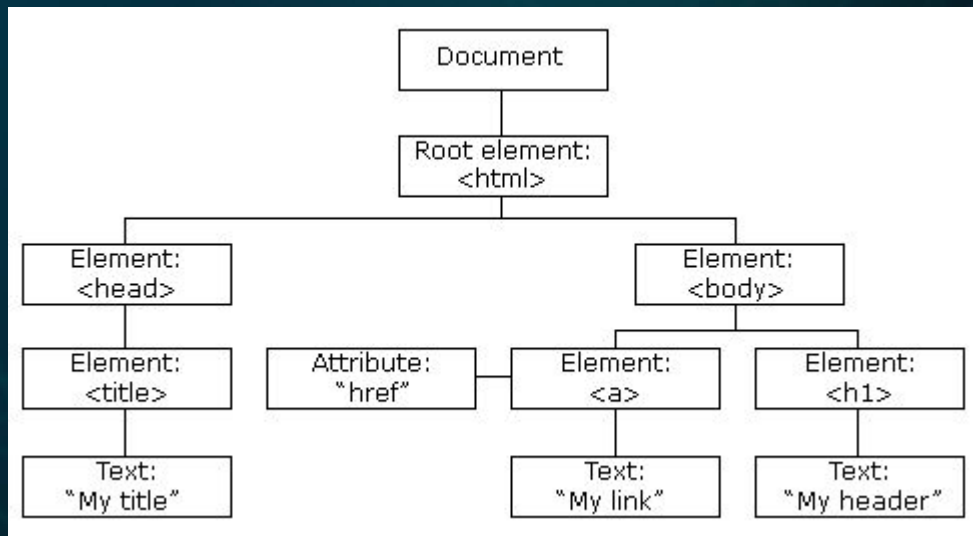 Document
Root element:
<html>
Element:
<head>
Element:
<body>
Element:
<title>
Attribute:
“href”
Element:
<a>
Element:
<h1>
Text:
“My title”
Text:
“My link”
Text:
“My header”